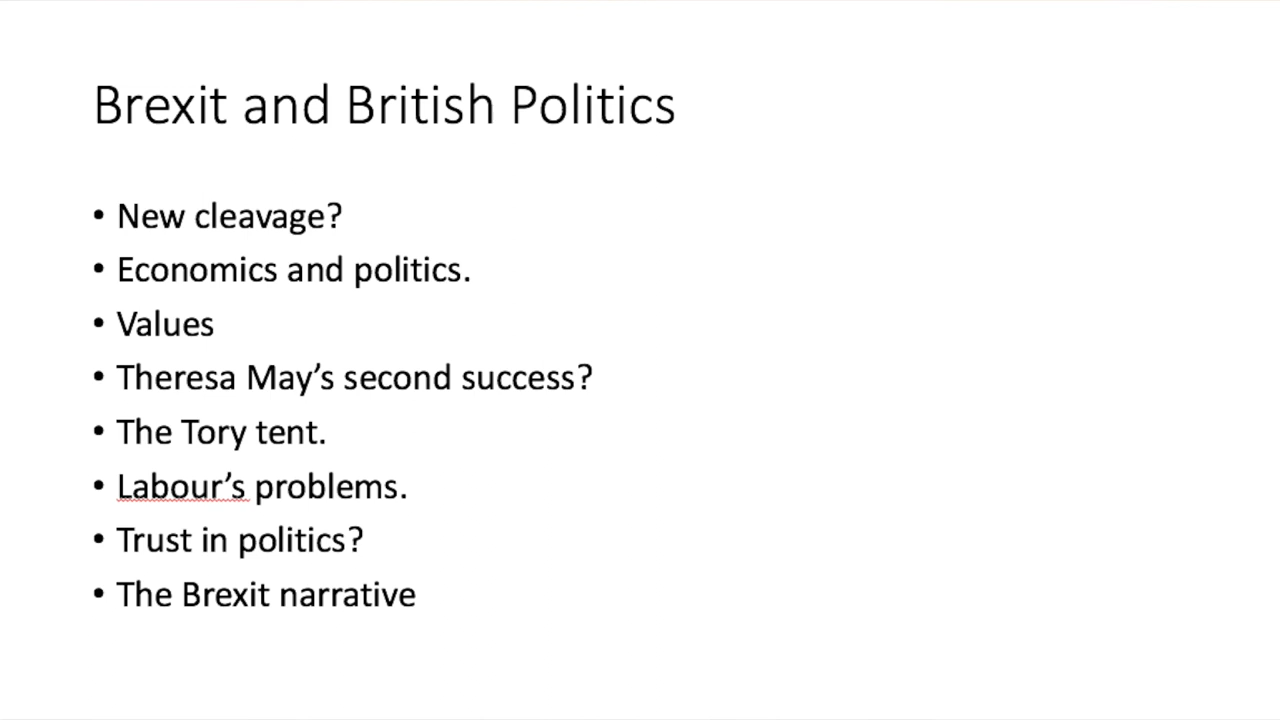 Brexit and British Politics
• New cleavage?
• Economics and politics.
• Values
• Theresa May’s second success?
• The Tory tent.
• Labour’s problems.
• Trust in politics?
• The Brexit narrative